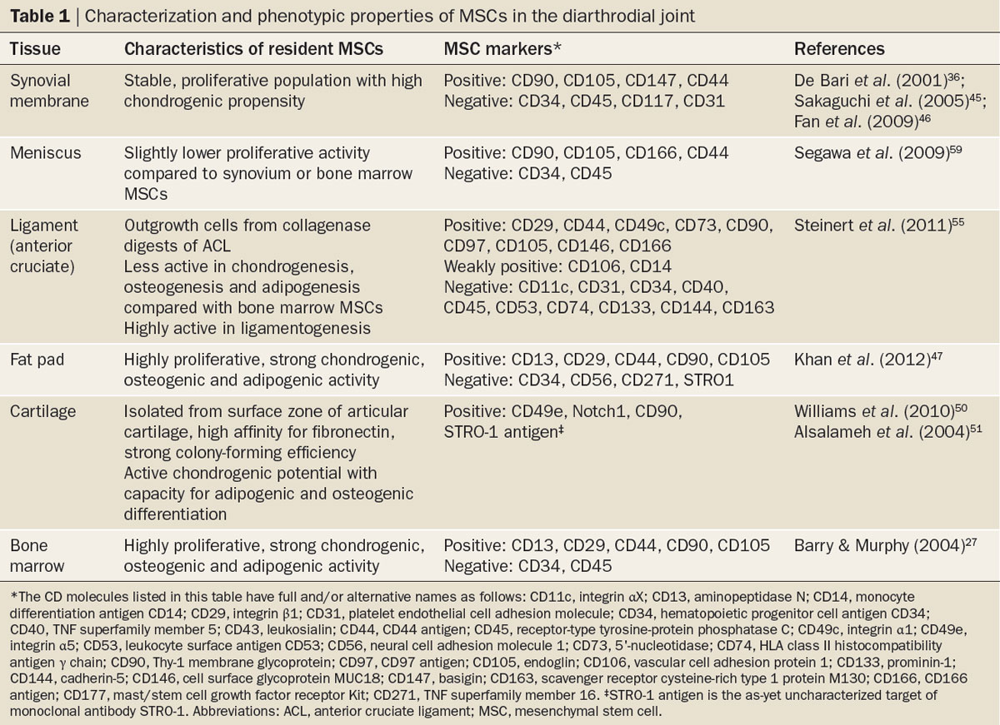 Table 1 | Characterization and phenotypic properties of MSCs in the diarthrodial joint
Tissue Characteristics of resident MSCs MSC markers* References
Synovial membrane Stable, proliferative population with high chondrogenic propensity Positive: CD90, CD105, CD147, CD44 Negative: CD34, CD45, CD117, CD31 De Bari et al. (2001)³⁶; Sakaguchi et al. (2005)⁴⁵; Fan et al. (2009)⁴⁶
Meniscus Slightly lower proliferative activity compared to synovium or bone marrow MSCs Positive: CD90, CD105, CD166, CD44 Negative: CD34, CD45 Segawa et al. (2009)⁵⁹
Ligament (anterior cruciate) Outgrowth cells from collagenase digests of ACL Less active in chondrogenesis, osteogenesis and adipogenesis compared with bone marrow MSCs Highly active in ligamentogenesis Positive: CD29, CD44, CD49c, CD73, CD90, CD97, CD105, CD146, CD166 Weakly positive: CD106, CD14 Negative: CD11c, CD31, CD34, CD40, CD45, CD53, CD74, CD133, CD144, CD163 Steinert et al. (2011)⁵⁵
Fat pad Highly proliferative, strong chondrogenic, osteogenic and adipogenic activity Positive: CD13, CD29, CD44, CD90, CD105 Negative: CD34, CD56, CD271, STRO1 Khan et al. (2012)⁴⁷
Cartilage Isolated from surface zone of articular cartilage, high affinity for fibronectin, strong colony-forming efficiency Active chondrogenic potential with capacity for adipogenic and osteogenic differentiation Positive: CD49e, Notch1, CD90, STRO-1 antigen‡ Williams et al. (2010)⁵⁰ Alsalameh et al. (2004)⁵¹
Bone marrow Highly proliferative, strong chondrogenic, osteogenic and adipogenic activity Positive: CD13, CD29, CD44, CD90, CD105 Negative: CD34, CD45 Barry & Murphy (2004)²⁷
*The CD molecules listed in this table have full and/or alternative names as follows: CD11c, integrin αX; CD13, aminopeptidase N; CD14, monocyte
differentiation antigen CD14; CD29, integrin β1; CD31, platelet endothelial cell adhesion molecule; CD34, hematopoietic progenitor cell antigen CD34;
CD40, TNF superfamily member 5; CD43, leukosialin; CD44, CD44 antigen; CD45, receptor-type tyrosine-protein phosphatase C; CD49c, integrin α1; CD49e,
integrin α5; CD53, leukocyte surface antigen CD53; CD56, neural cell adhesion molecule 1; CD73, 5'-nucleotidase; CD74, HLA class II histocompatibility
antigen γ chain; CD90, Thy-1 membrane glycoprotein; CD97, CD97 antigen; CD105, endoglin; CD106, vascular cell adhesion protein 1; CD133, prominin-1;
CD144, cadherin-5; CD146, cell surface glycoprotein MUC18; CD147, basigin; CD163, scavenger receptor cysteine-rich type 1 protein M130; CD166, CD166
antigen; CD177, mast/stem cell growth factor receptor Kit; CD271, TNF superfamily member 16. ‡STRO-1 antigen is the as-yet uncharacterized target of
monoclonal antibody STRO-1. Abbreviations: ACL, anterior cruciate ligament; MSC, mesenchymal stem cell.